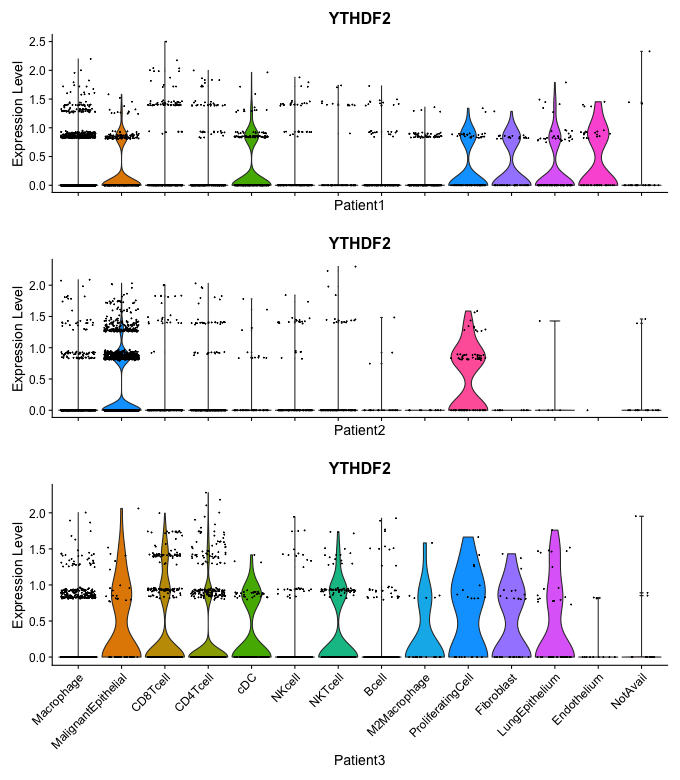 YTHDF2
Expression Level
2.5
2.0
1.5
1.0
0.5
0.0
Patient1
YTHDF2
Expression Level
2.0
1.5
1.0
0.5
0.0
Patient2
YTHDF2
Expression Level
2.0
1.5
1.0
0.5
0.0
Macrophage
MalignantEpithelial
CD8Tcell
CD4Tcell
cDC
NKcell
NKTcell
Bcell
M2Macrophage
ProliferatingCell
Fibroblast
LungEpithelium
Endothelium
NotAvail
Patient3